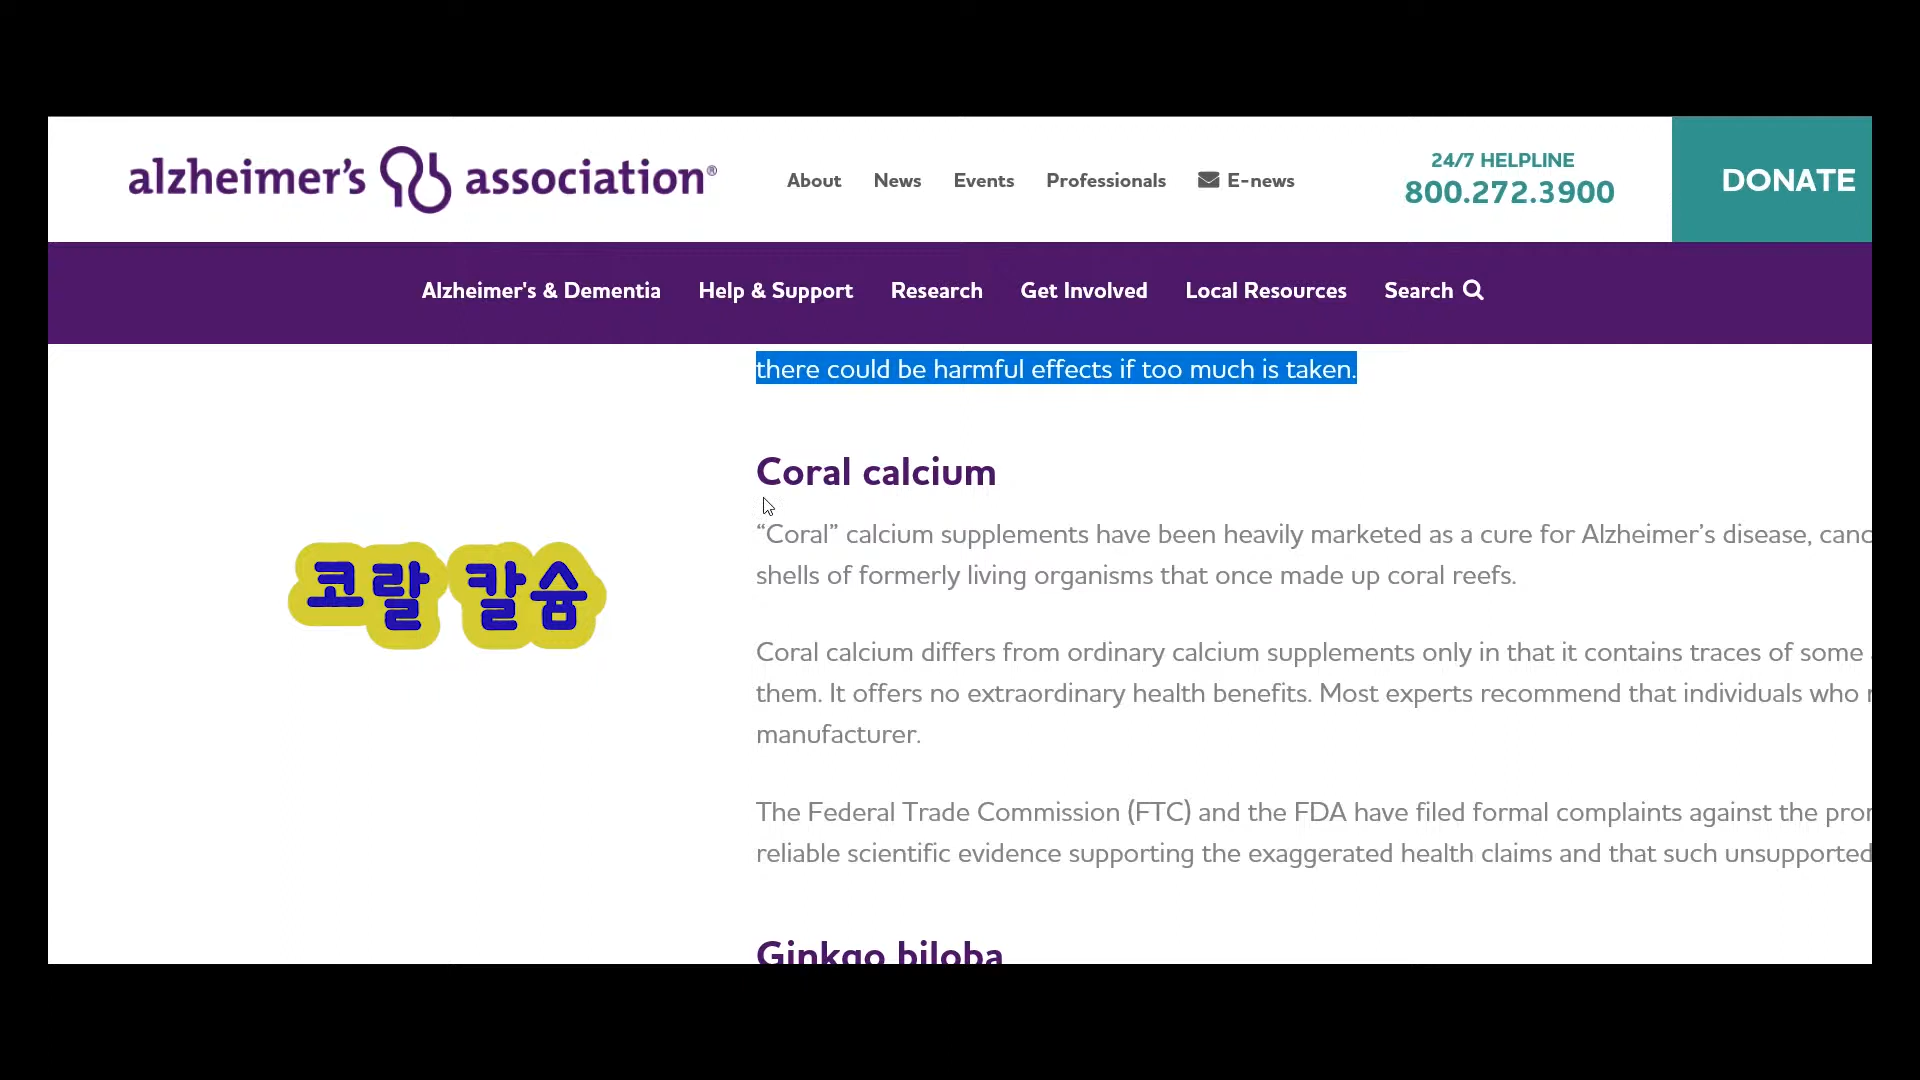 alzheimer's association®
About News Events Professionals E-news
24/7 HELPLINE
800.272.3900
DONATE
Alzheimer's & Dementia Help & Support Research Get Involved Local Resources Search
there could be harmful effects if too much is taken.
Coral calcium
“Coral” calcium supplements have been heavily marketed as a cure for Alzheimer’s disease,
shells of formerly living organisms that once made up coral reefs.
코랄 칼슘
Coral calcium differs from ordinary calcium supplements only in that it contains traces of some
them. It offers no extraordinary health benefits. Most experts recommend that individuals who
manufacturer.
The Federal Trade Commission (FTC) and the FDA have filed formal complaints against the
reliable scientific evidence supporting the exaggerated health claims and that such unsupported
Ginkgo biloba